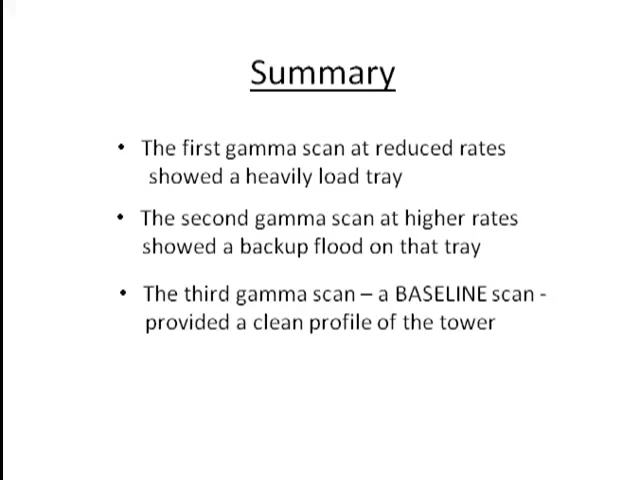 Summary
• The first gamma scan at reduced rates
showed a heavily load tray
• The second gamma scan at higher rates
showed a backup flood on that tray
• The third gamma scan – a BASELINE scan -
provided a clean profile of the tower